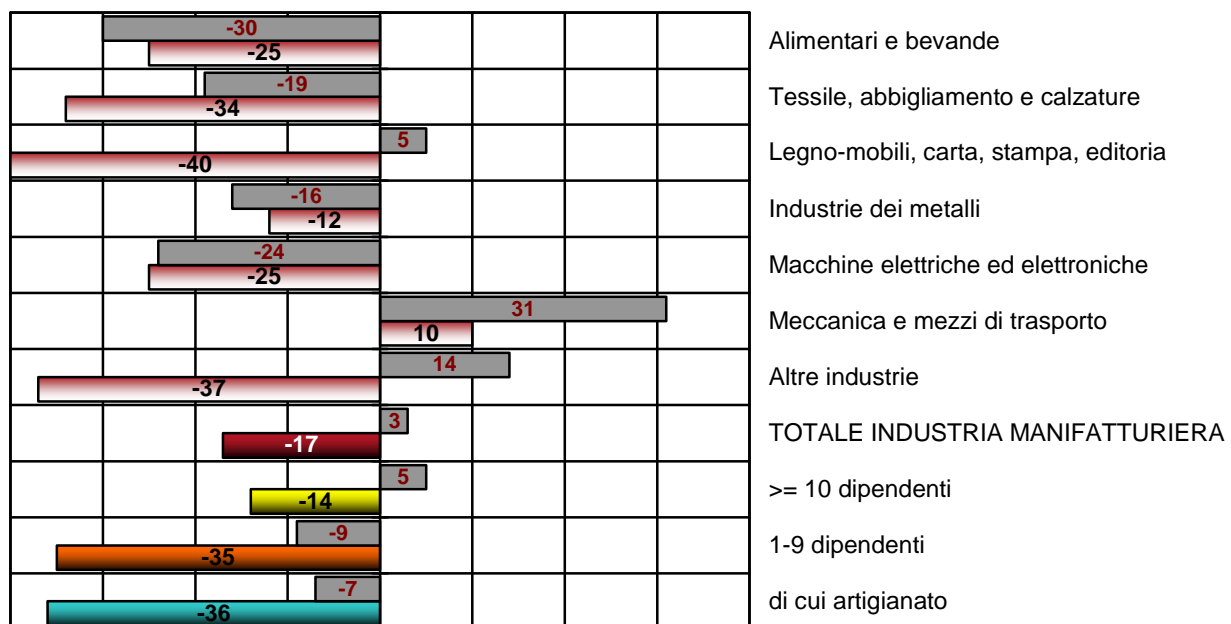 -30
-25
Alimentari e bevande
-19
-34
Tessile, abbigliamento e calzature
5
-40
Legno-mobili, carta, stampa, editoria
-16
-12
Industrie dei metalli
-24
-25
Macchine elettriche ed elettroniche
31
10
Meccanica e mezzi di trasporto
14
-37
Altre industrie
3
-17
TOTALE INDUSTRIA MANIFATTURIERA
5
-14
>= 10 dipendenti
-9
-35
1-9 dipendenti
-7
-36
di cui artigianato